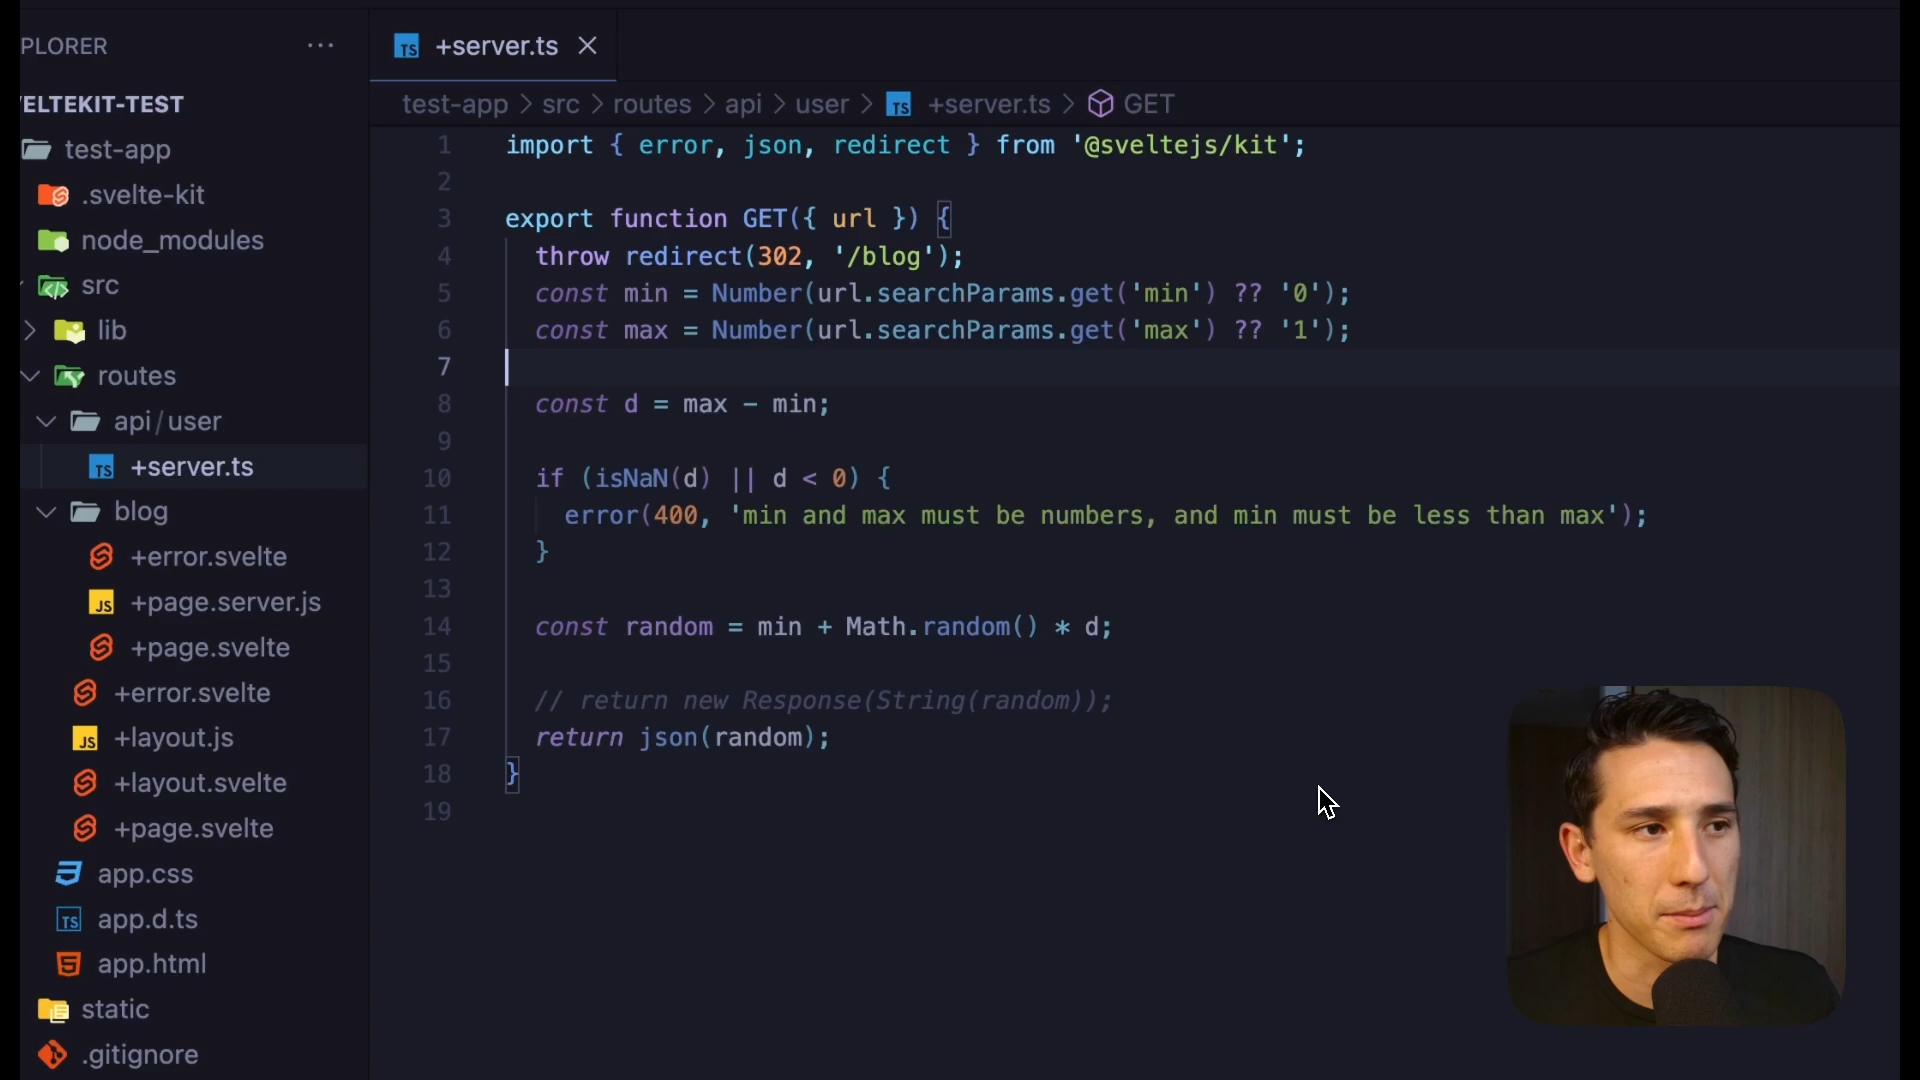 PLORER
ELTEKIT-TEST
test-app
.svelte-kit
node_modules
src
lib
routes
api/user
+server.ts
blog
+error.svelte
+page.server.js
+page.svelte
+error.svelte
+layout.js
+layout.svelte
+page.svelte
app.css
app.d.ts
app.html
static
.gitignore
+server.ts
test-app > src > routes > api > user > TS +server.ts > GET
1 import { error, json, redirect } from '@sveltejs/kit';
2
3 export function GET({ url }) {
4 throw redirect(302, '/blog');
5 const min = Number(url.searchParams.get('min') ?? '0');
6 const max = Number(url.searchParams.get('max') ?? '1');
7
8 const d = max - min;
9
10 if (isNaN(d) || d < 0) {
11 error(400, 'min and max must be numbers, and min must be less than max');
12 }
13
14 const random = min + Math.random() * d;
15
16 // return new Response(String(random));
17 return json(random);
18 }
19